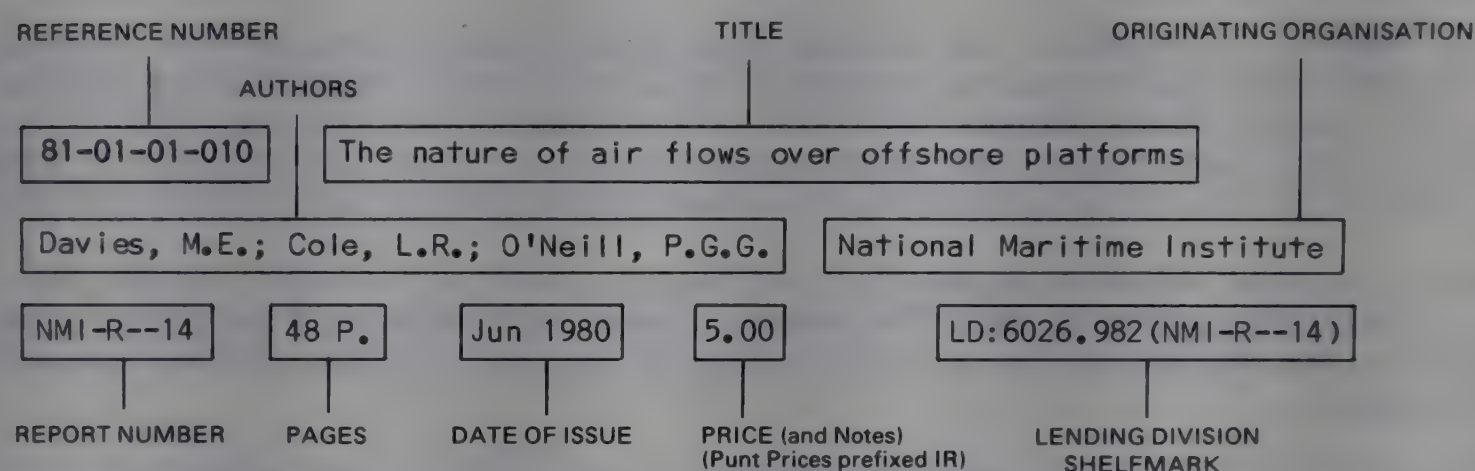 REFERENCE NUMBER TITLE ORIGINATING ORGANISATION
AUTHORS
81-01-01-010 The nature of air flows over offshore platforms
Davies, M.E.; Cole, L.R.; O'Neill, P.G.G. National Maritime Institute
NMI-R--14 48 P. Jun 1980 5.00 LD:6026.982(NMI-R--14)
REPORT NUMBER PAGES DATE OF ISSUE PRICE (and Notes) LENDING DIVISION
(Punt Prices prefixed IR) SHELFMARK